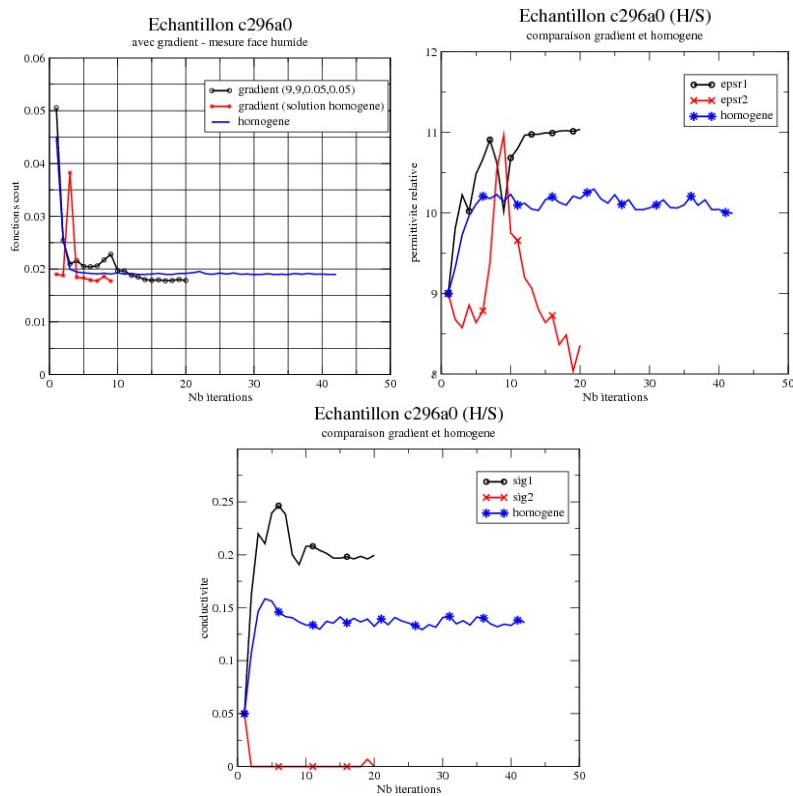 Echantillon c296a0
avec gradient - mesure face humide
0.06
0.05
0.04
0.03
0.02
0.01
0
fonctions cout
gradient (9,9,0.05,0.05)
gradient (solution homogene)
homogene
0 10 20 30 40 50
Nb iterations
Echantillon c296a0 (H/S)
comparaison gradient et homogene
12
11
10
9
8
permittivite relative
epsr1
epsr2
homogene
0 10 20 30 40 50
Nb iterations
Echantillon c296a0 (H/S)
comparaison gradient et homogene
0.25
0.2
0.15
0.1
0.05
0
conductivite
sig1
sig2
homogene
0 10 20 30 40 50
Nb iterations